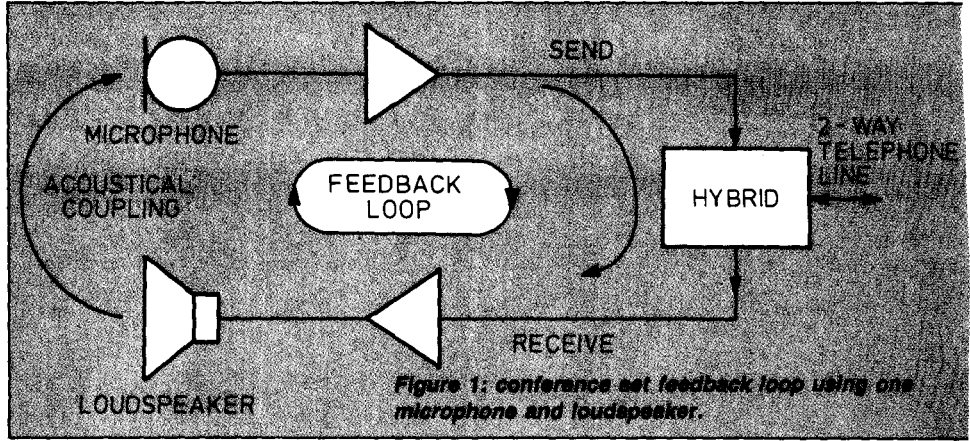 SEND
MICROPHONE
2-WAY
TELEPHONE
LINE
ACOUSTICAL
COUPLING
FEEDBACK
LOOP
HYBRID
RECEIVE
LOUDSPEAKER
Figure 1: conference set feedback loop using one
microphone and loudspeaker.